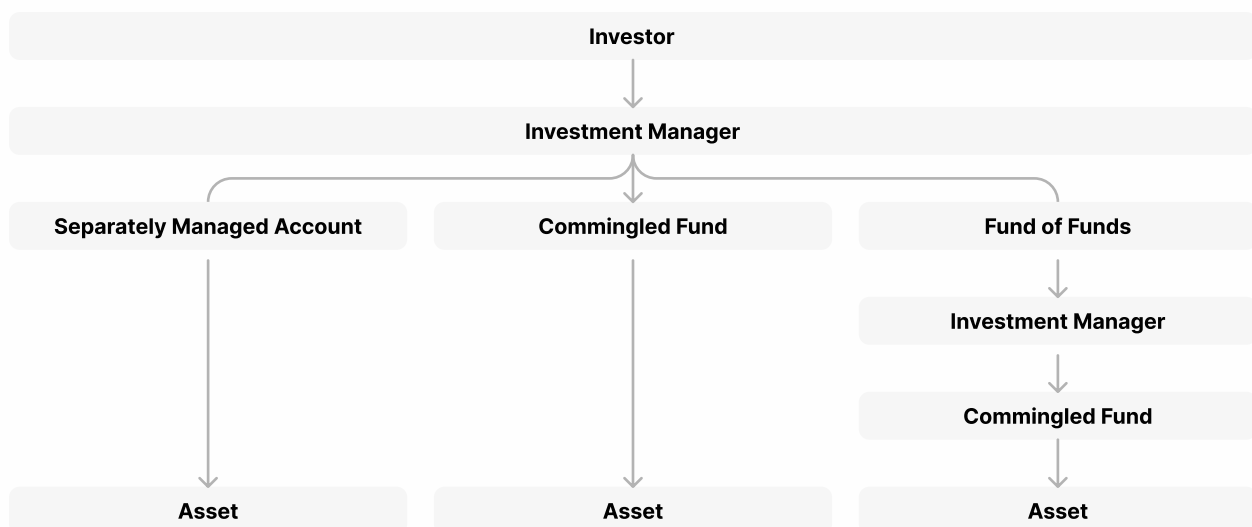 Investor
Investment Manager
Separately Managed Account
Commingled Fund
Fund of Funds
Investment Manager
Commingled Fund
Asset
Asset
Asset